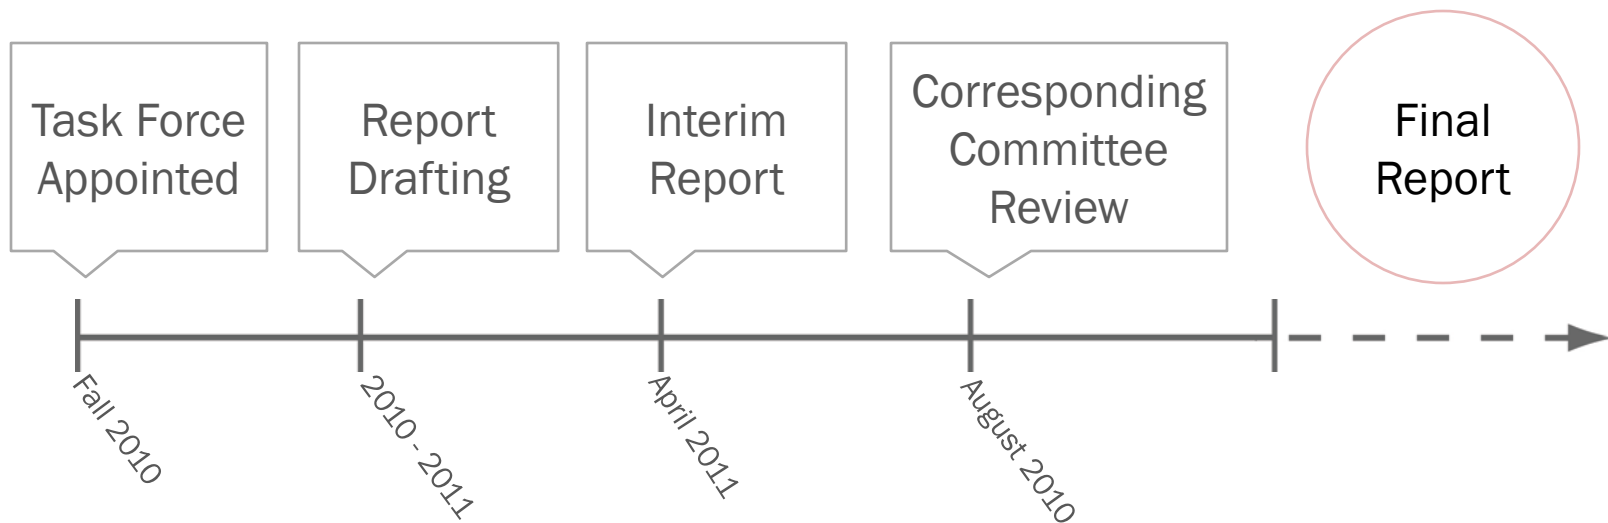 Task Force
Appointed
Report
Drafting
Interim
Report
Corresponding
Committee
Review
Final
Report
Fall 2010
2010 - 2011
April 2011
August 2010